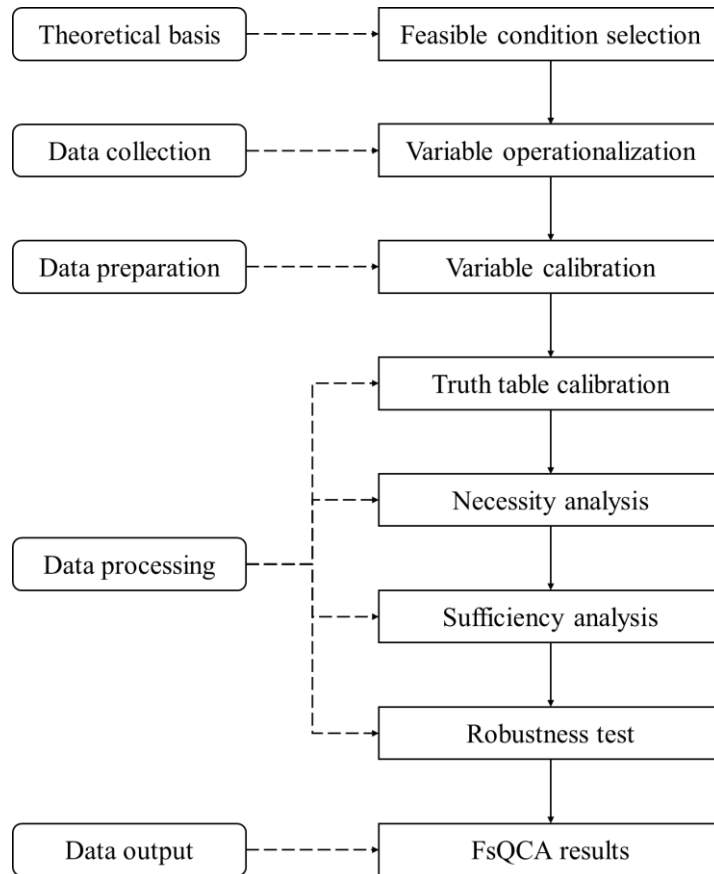 Theoretical basis
Feasible condition selection
Data collection
Variable operationalization
Data preparation
Variable calibration
Truth table calibration
Necessity analysis
Data processing
Sufficiency analysis
Robustness test
Data output
FsQCA results